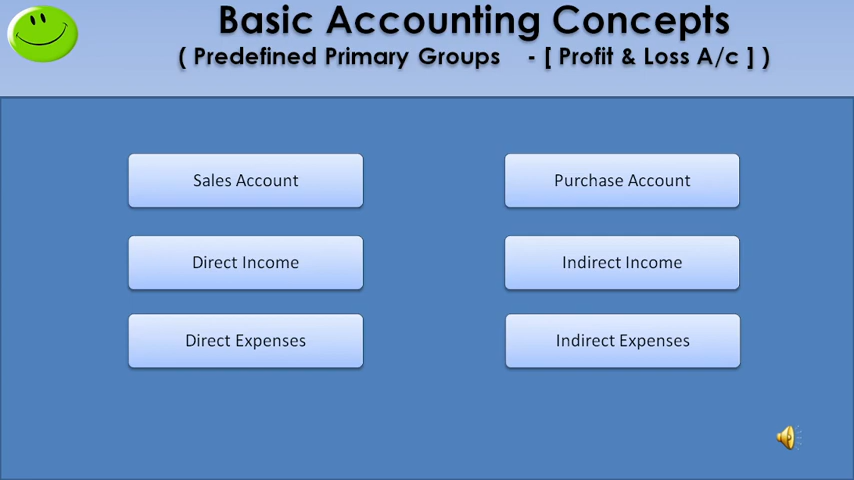 Basic Accounting Concepts
( Predefined Primary Groups - [ Profit & Loss A/c ] )
Sales Account
Purchase Account
Direct Income
Indirect Income
Direct Expenses
Indirect Expenses